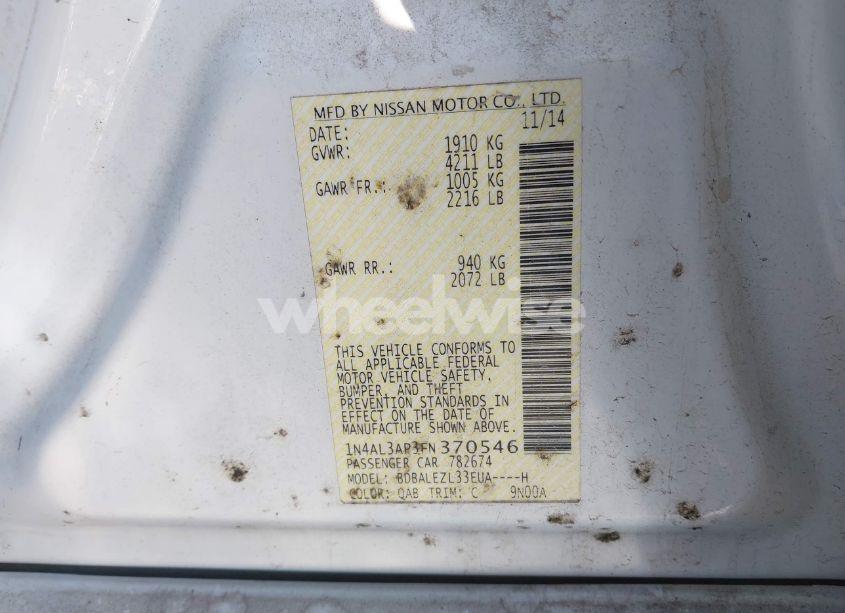 MFD BY NISSAN MOTOR CO., LTD.
DATE: 11/14
GVWR: 1910 KG
4211 LB
GAWR FR.: 1005 KG
2216 LB
GAWR RR.: 940 KG
2072 LB
wheelwise
THIS VEHICLE CONFORMS TO
ALL APPLICABLE FEDERAL
MOTOR VEHICLE SAFETY,
BUMPER, AND THEFT
PREVENTION STANDARDS IN
EFFECT ON THE DATE OF
MANUFACTURE SHOWN ABOVE.
1N4AL3AP3FN370546
PASSENGER CAR 782674
MODEL: BDBALEZL33EUA----H
COLOR: QAB TRIM: C 9N00A